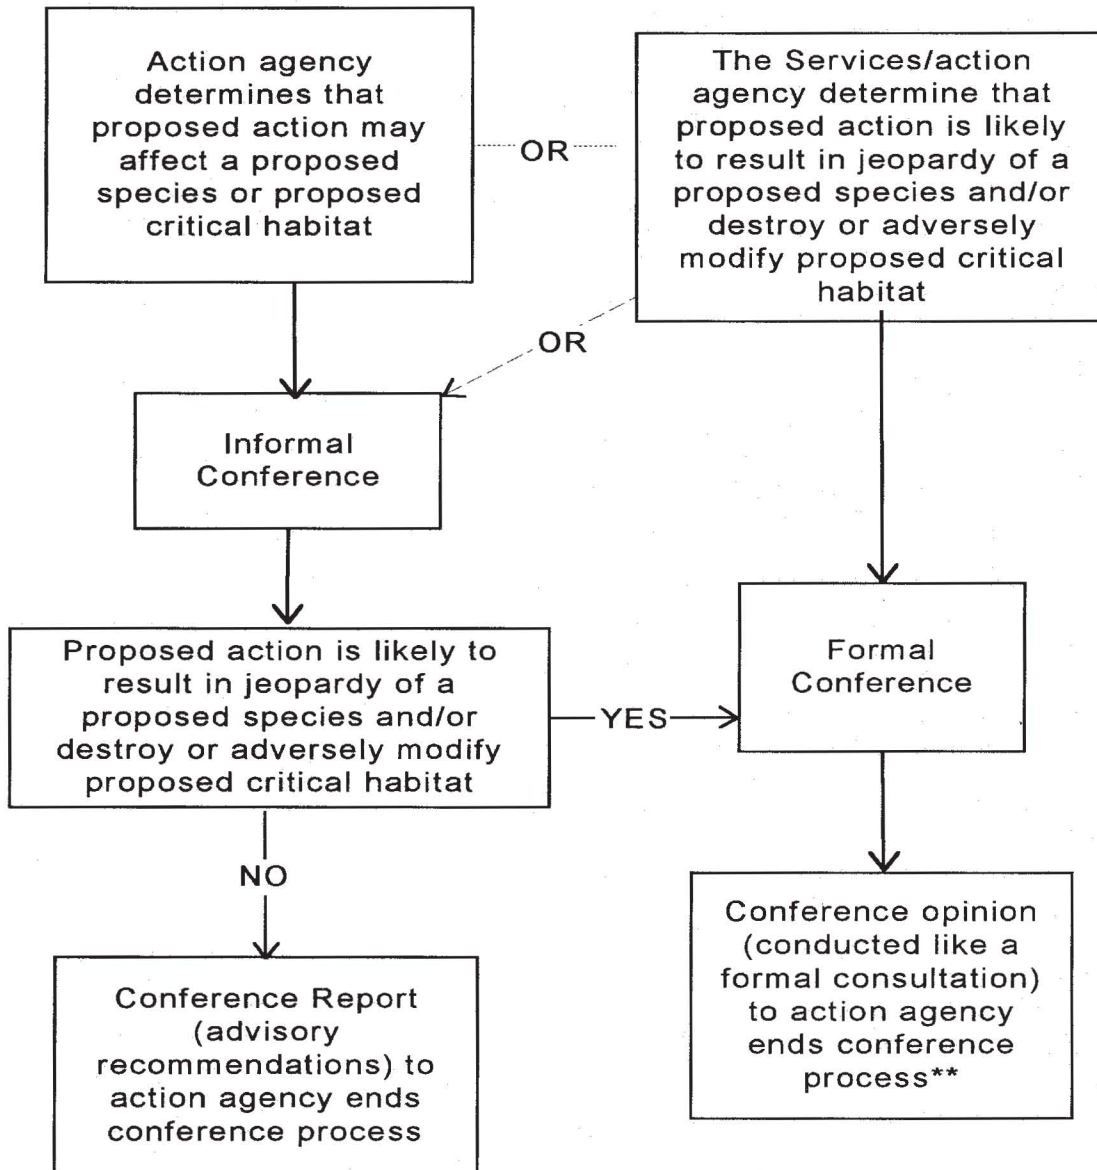 Action agency
determines that
proposed action may
affect a proposed
species or proposed
critical habitat
OR
The Services/action
agency determine that
proposed action is likely
to result in jeopardy of a
proposed species and/or
destroy or adversely
modify proposed critical
habitat
OR
Informal
Conference
Proposed action is likely to
result in jeopardy of a
proposed species and/or
destroy or adversely modify
proposed critical habitat
YES
Formal
Conference
NO
Conference Report
(advisory
recommendations) to
action agency ends
conference process
Conference opinion
(conducted like a
formal consultation)
to action agency
ends conference
process**